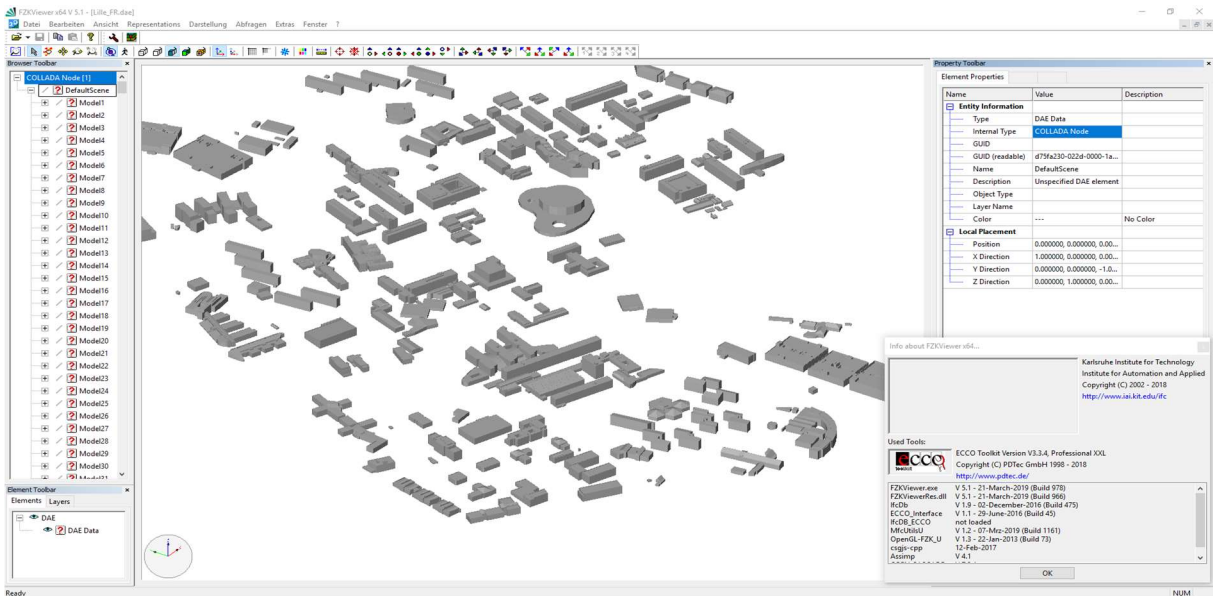 FZKViewer x64 V 5.1 - [Lille_FR.dae]
Datei Bearbeiten Ansicht Representations Darstellung Abfragen Extras Fenster ?
Browser Toolbar
COLLADA Node [1]
DefaultScene
Model1
Model2
Model3
Model4
Model5
Model6
Model7
Model8
Model9
Model10
Model11
Model12
Model13
Model14
Model15
Model16
Model17
Model18
Model19
Model20
Model21
Model22
Model23
Model24
Model25
Model26
Model27
Model28
Model29
Model30
Model31
Element Toolbar
Elements Layers
DAE
DAE Data
Ready
Property Toolbar
Element Properties
Name Value Description
Entity Information
Type DAE Data
Internal Type COLLADA Node
GUID
GUID (readable) d75fa230-022d-0000-1a...
Name DefaultScene
Description Unspecified DAE element
Object Type
Layer Name
Color --- No Color
Local Placement
Position 0.000000, 0.000000, 0.00...
X Direction 1.000000, 0.000000, 0.00...
Y Direction 0.000000, 0.000000, -1.0...
Z Direction 0.000000, 1.000000, 0.00...
Info about FZKViewer x64...
Karlsruhe Institute for Technology
Institute for Automation and Applied
Copyright (C) 2002 - 2018
http://www.iai.kit.edu/ifc
Used Tools:
ecco
ECCO Toolkit Version V3.3.4, Professional XXL
Copyright (C) PDTec GmbH 1998 - 2018
http://www.pdtec.de/
FZKViewer.exe V 5.1 - 21-March-2019 (Build 978)
FZKViewerRes.dll V 5.1 - 21-March-2019 (Build 966)
IfcDb V 1.9 - 02-December-2016 (Build 475)
ECCO_Interface V 1.1 - 29-June-2016 (Build 45)
IfcDB_ECCO not loaded
MfcUtilsU V 1.2 - 07-Mrz-2019 (Build 1161)
OpenGL-FZK_U V 1.3 - 22-Jan-2013 (Build 73)
csgjs-cpp 12-Feb-2017
Assimp V 4.1
OK
NUM